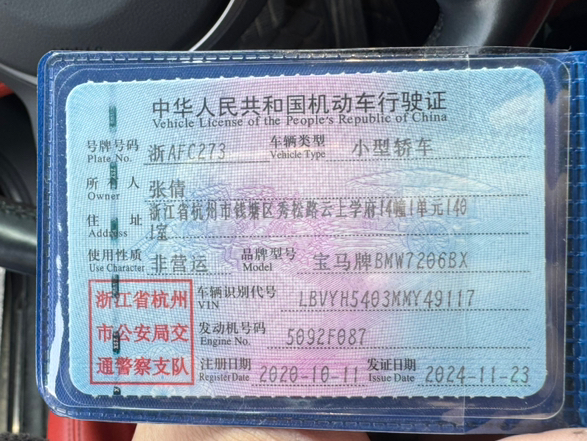 中华人民共和国机动车行驶证
Vehicle License of the People's Republic of China
号牌号码 浙AFC273 车辆类型 小型轿车
Plate No. Vehicle Type
所有人 张倩
Owner
住址 浙江省杭州市钱塘区秀松路云上学府14幢1单元140
Address 1室
使用性质 非营运 品牌型号 宝马牌BMW7206BX
Use Character Model
浙江省杭州 车辆识别代号 LBVYH5403MMY49117
VIN
市公安局交 发动机号码 5092F087
Engine No.
通警察支队 注册日期 2020-10-11 发证日期 2024-11-23
Register Date Issue Date